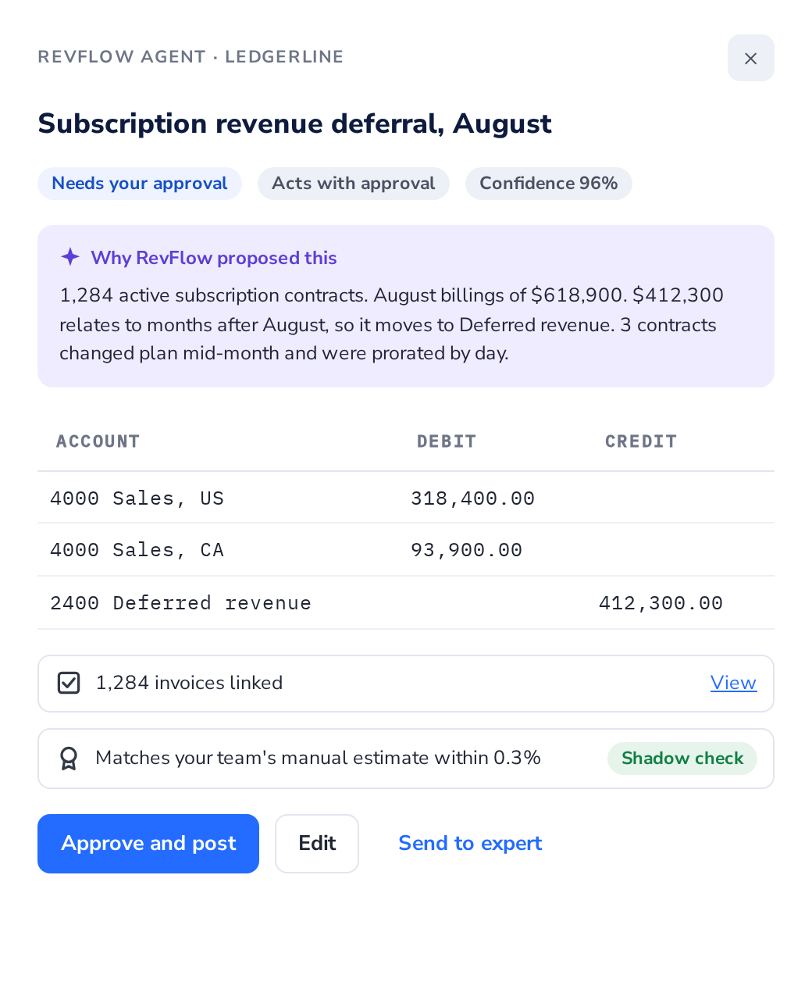 REVFLOW AGENT · LEDGERLINE
Subscription revenue deferral, August
Needs your approval Acts with approval Confidence 96%
Why RevFlow proposed this
1,284 active subscription contracts. August billings of $618,900. $412,300
relates to months after August, so it moves to Deferred revenue. 3 contracts
changed plan mid-month and were prorated by day.
ACCOUNT DEBIT CREDIT
4000 Sales, US 318,400.00
4000 Sales, CA 93,900.00
2400 Deferred revenue 412,300.00
1,284 invoices linked View
Matches your team's manual estimate within 0.3% Shadow check
Approve and post Edit Send to expert